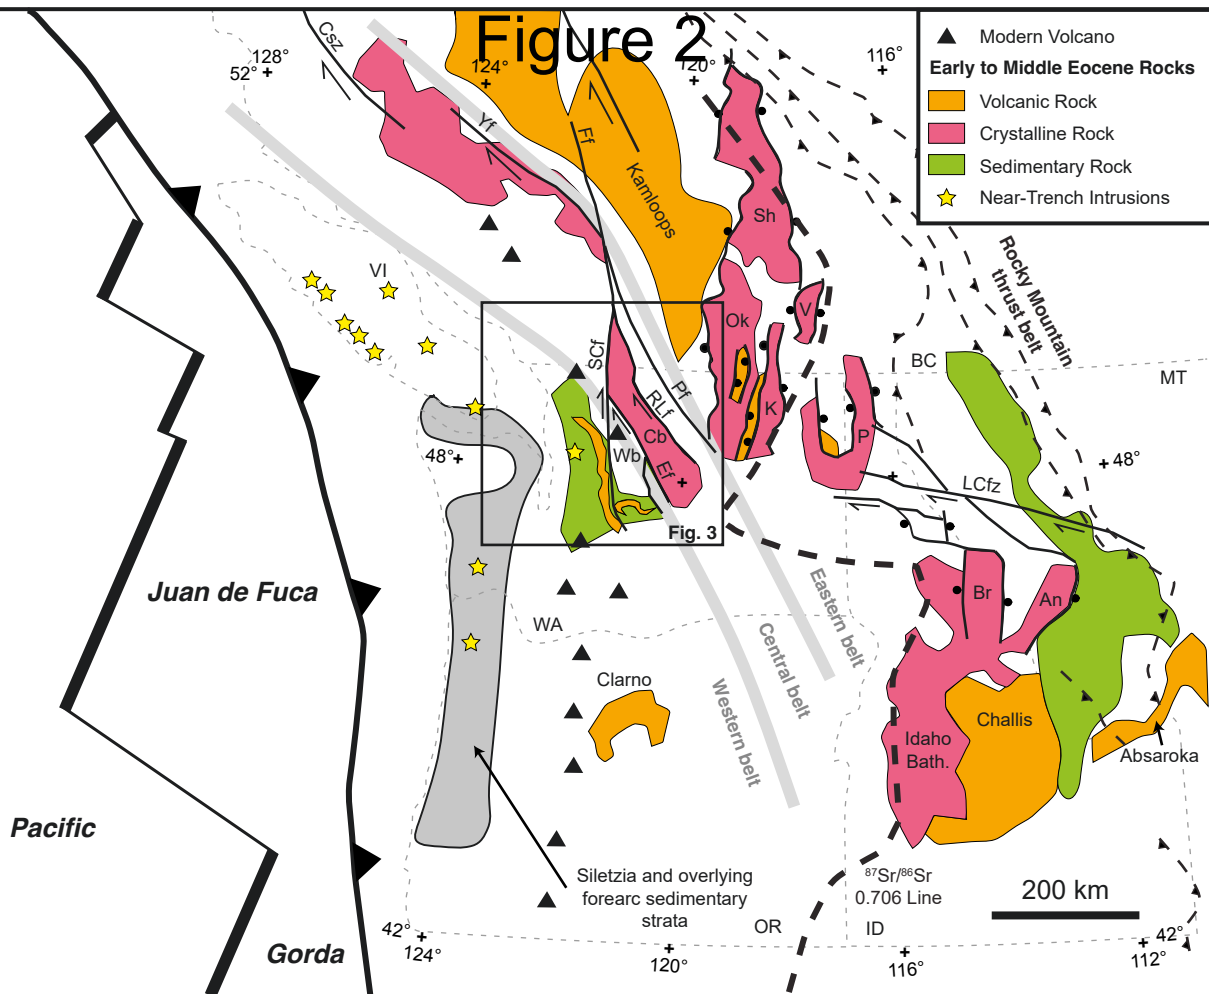 Figure 2
Modern Volcano
Early to Middle Eocene Rocks
Volcanic Rock
Crystalline Rock
Sedimentary Rock
Near-Trench Intrusions
Csz
128°
52°
124°
120°
116°
Yf
Ff
Kamloops
Sh
VI
Rocky Mountain
thrust belt
Ok
V
SCf
BC
MT
Pf
RLf
K
Cb
P
Wb
Ef
48°
48°
LCfz
Fig. 3
Juan de Fuca
Eastern belt
Br
An
WA
Central belt
Clarno
Western belt
Challis
Idaho
Bath.
Absaroka
Pacific
Siletzia and overlying
forearc sedimentary
strata
87Sr/86Sr
0.706 Line
200 km
OR
ID
42°
124°
42°
Gorda
120°
116°
112°